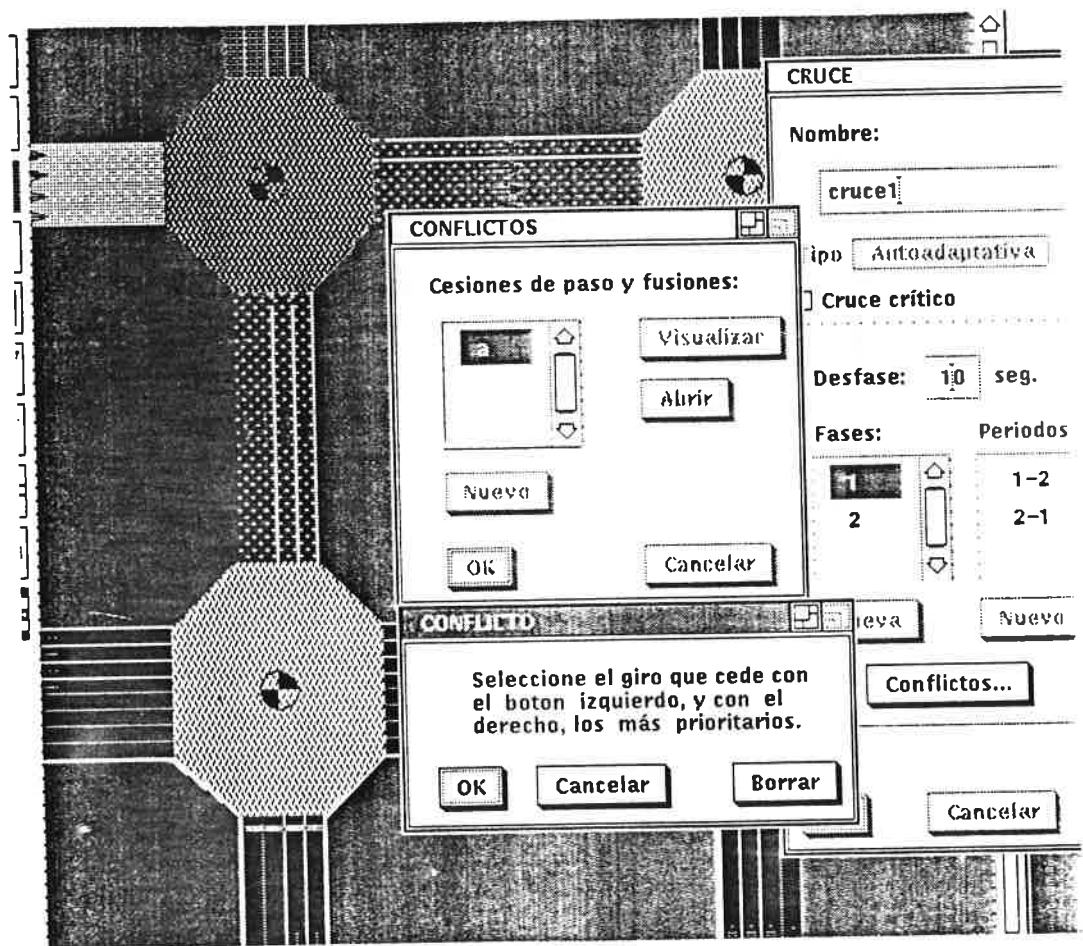 CRUCE
Nombre:
cruce1
ipo Autoadaptativa
Cruce crítico
Desfase: 10 seg.
Fases: Periodos
1 1-2
2 2-1
eva Nuevo
Conflictos...
Cancelar
CONFLICTOS
Cesiones de paso y fusiones:
a Visualizar
Abrir
Nuevo
OK Cancelar
CONFLICTO
Seleccione el giro que cede con
el boton izquierdo, y con el
derecho, los más prioritarios.
OK Cancelar Borrar